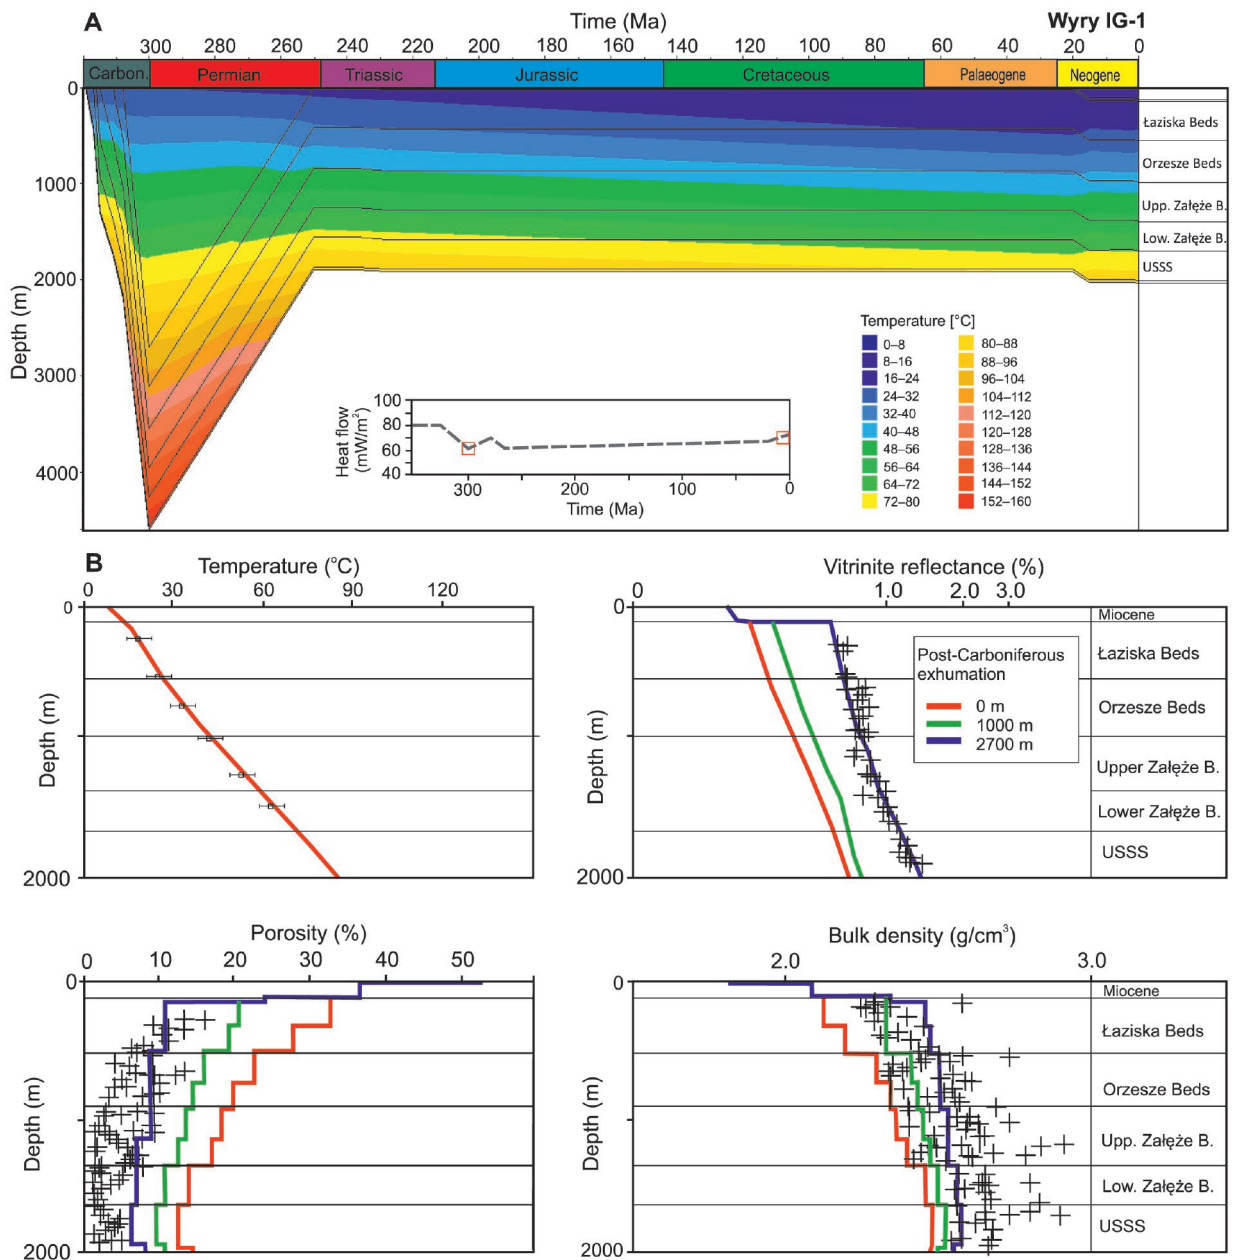 A
Time (Ma)
Wyry IG-1
300 280 260 240 220 200 180 160 140 120 100 80 60 40 20 0
Carbon. Permian Triassic Jurassic Cretaceous Palaeogene Neogene
0
1000
2000
3000
4000
Depth (m)
Łaziska Beds
Orzesze Beds
Upp. Załęże B.
Low. Załęże B.
USSS
Temperature [°C]
0–8
8–16
16–24
24–32
32-40
40–48
48–56
56–64
64–72
72–80
80–88
88–96
96–104
104–112
112–120
120–128
128–136
136–144
144–152
152–160
Heat flow
(mW/m²)
100
80
60
40
300 200 100 0
Time (Ma)
B
Temperature (°C)
0 30 60 90 120
0
2000
Depth (m)
Vitrinite reflectance (%)
0 1.0 2.0 3.0
0
2000
Depth (m)
Post-Carboniferous
exhumation
0 m
1000 m
2700 m
Miocene
Łaziska Beds
Orzesze Beds
Upper Załęże B.
Lower Załęże B.
USSS
Porosity (%)
0 10 20 30 40 50
0
2000
Depth (m)
Bulk density (g/cm³)
2.0 3.0
0
2000
Depth (m)
Miocene
Łaziska Beds
Orzesze Beds
Upp. Załęże B.
Low. Załęże B.
USSS